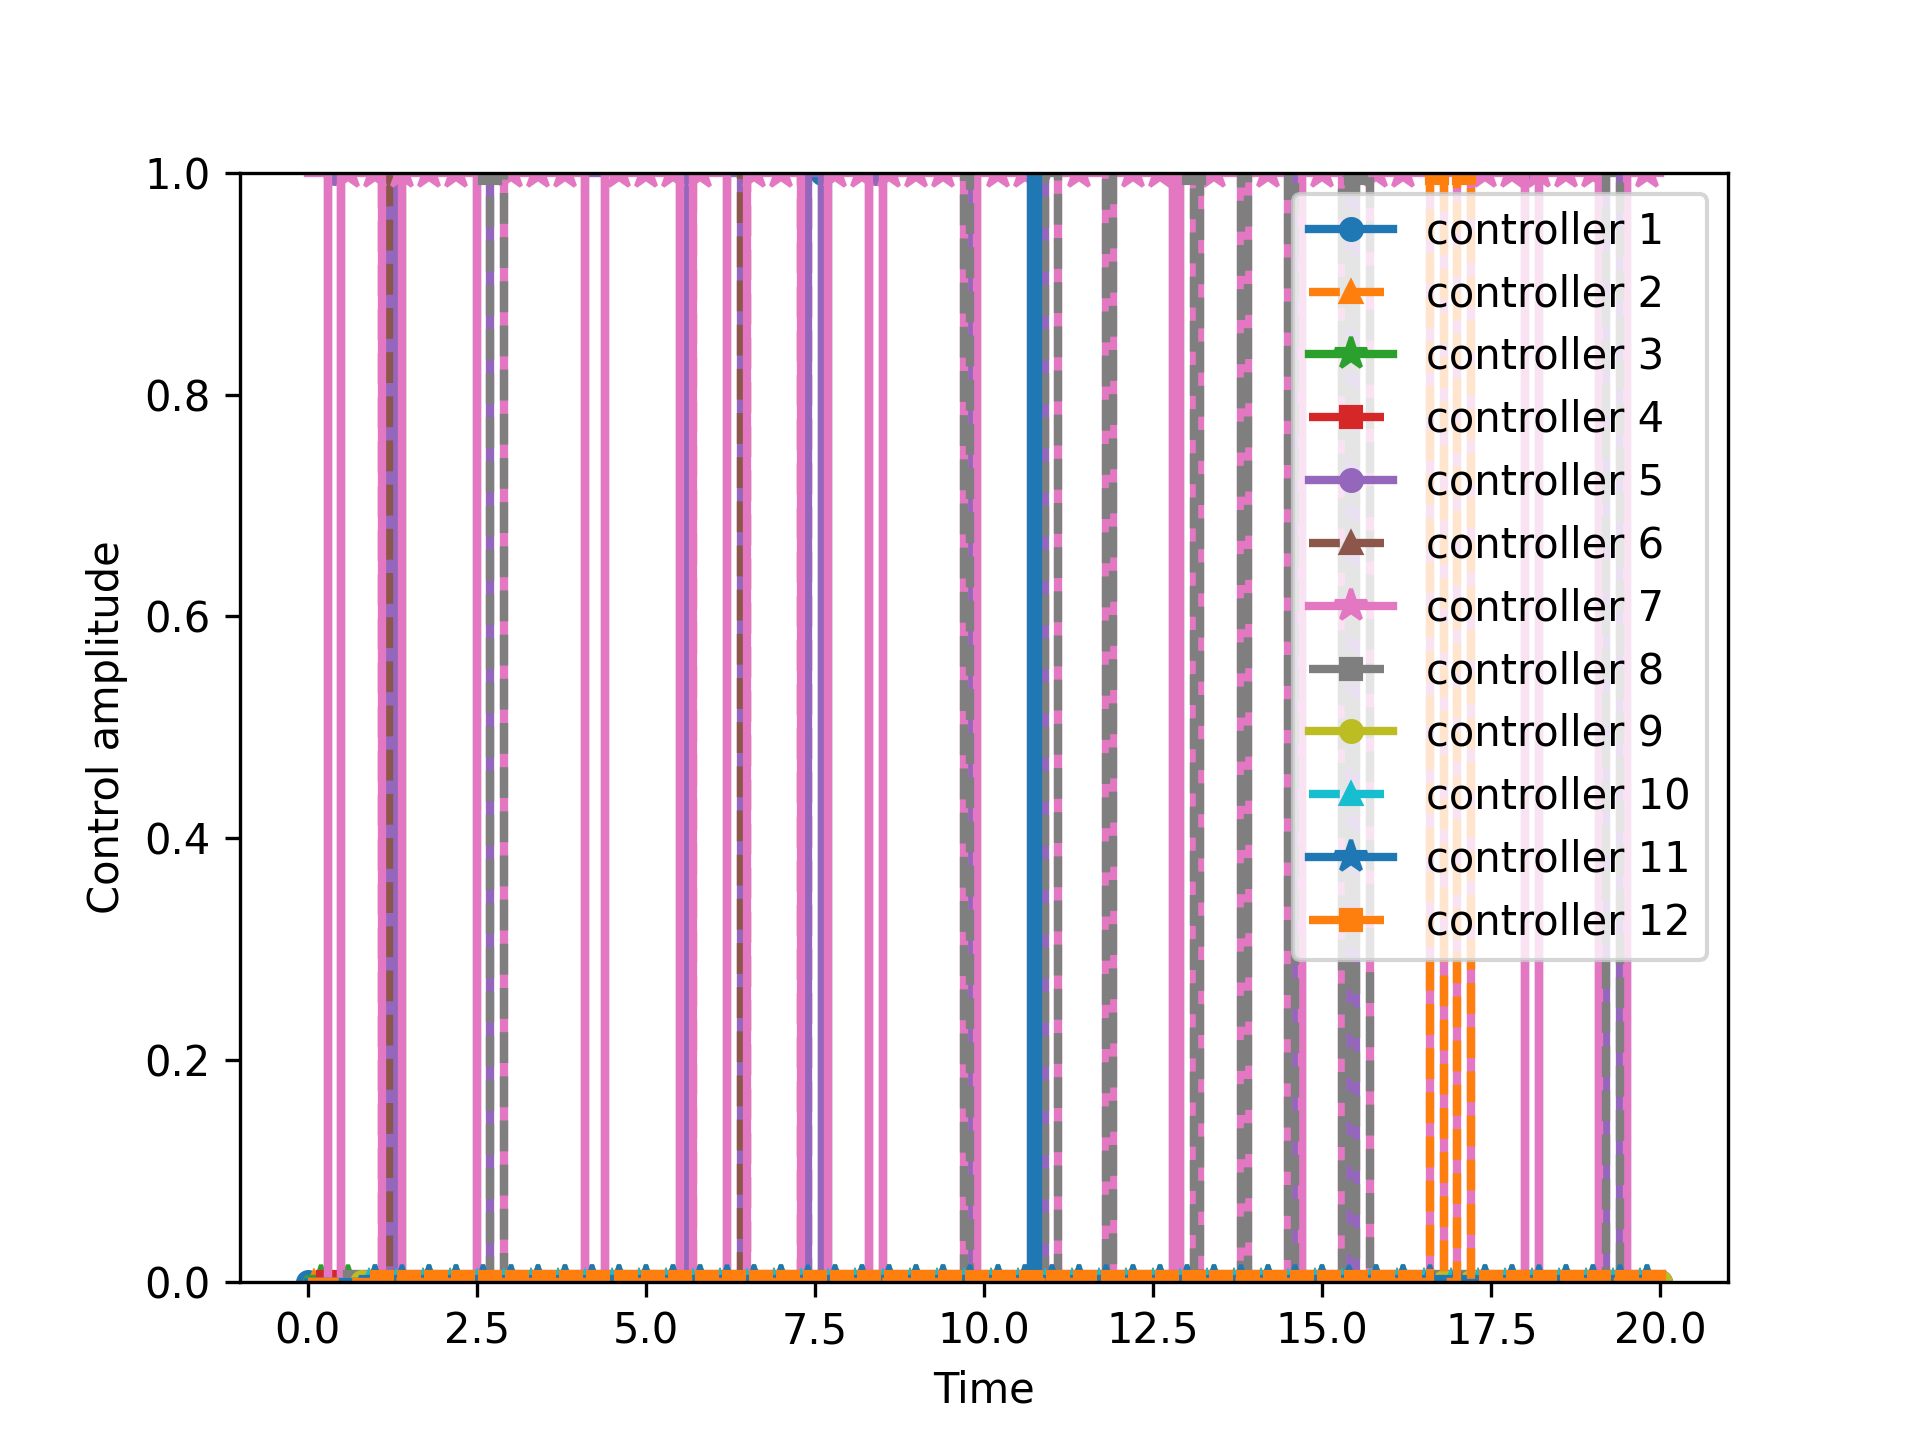 1.0
0.8
0.6
0.4
0.2
0.0
Control amplitude
controller 1
controller 2
controller 3
controller 4
controller 5
controller 6
controller 7
controller 8
controller 9
controller 10
controller 11
controller 12
0.0 2.5 5.0 7.5 10.0 12.5 15.0 17.5 20.0
Time